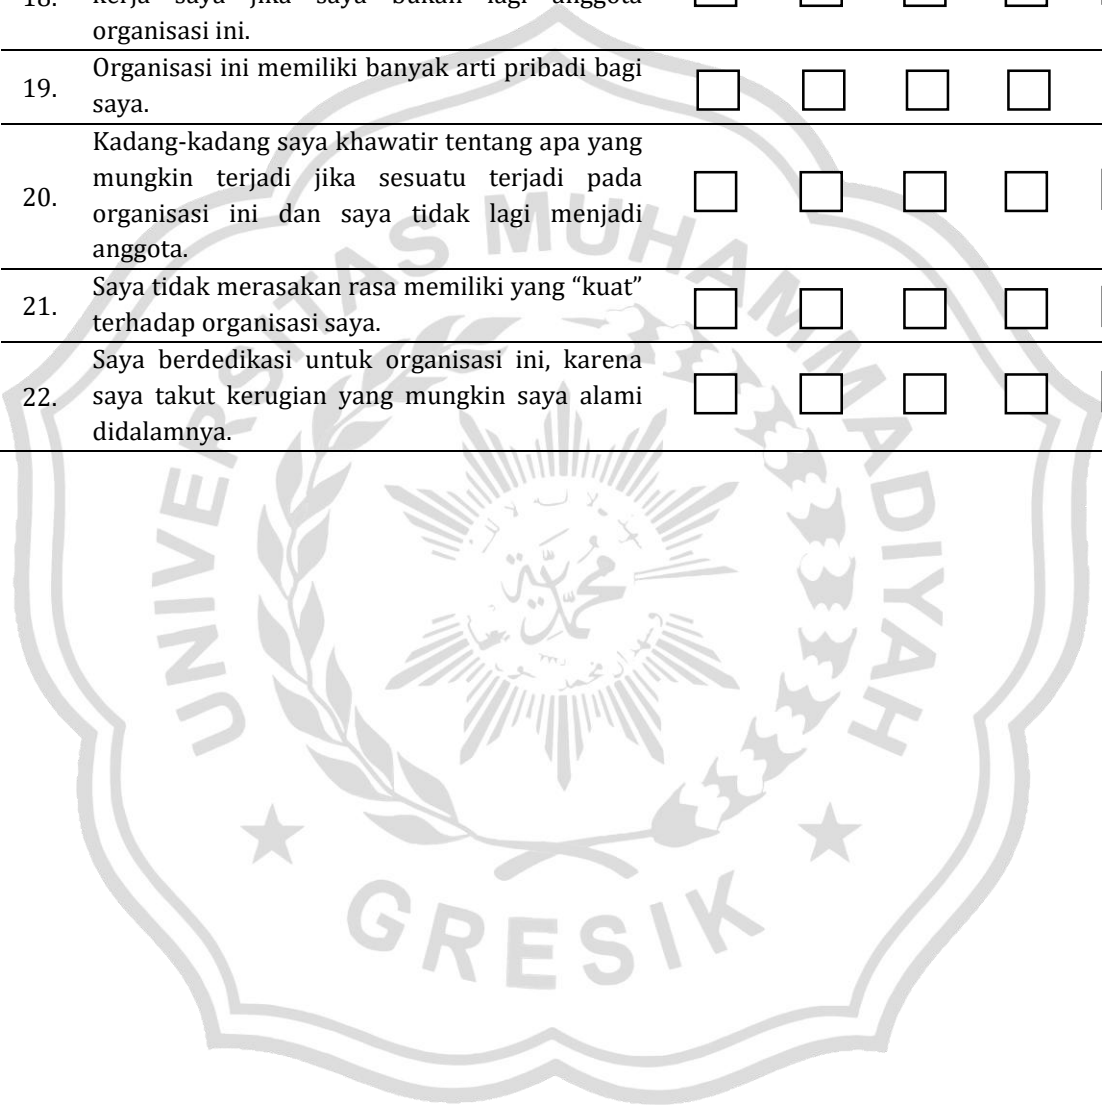 18. kerja saya jika saya bukan lagi anggota
organisasi ini.
19. Organisasi ini memiliki banyak arti pribadi bagi
saya.
20. Kadang-kadang saya khawatir tentang apa yang
mungkin terjadi jika sesuatu terjadi pada
organisasi ini dan saya tidak lagi menjadi
anggota.
21. Saya tidak merasakan rasa memiliki yang “kuat”
terhadap organisasi saya.
22. Saya berdedikasi untuk organisasi ini, karena
saya takut kerugian yang mungkin saya alami
didalamnya.
UNIVERSITAS MUHAMMADIYAH
GRESIK